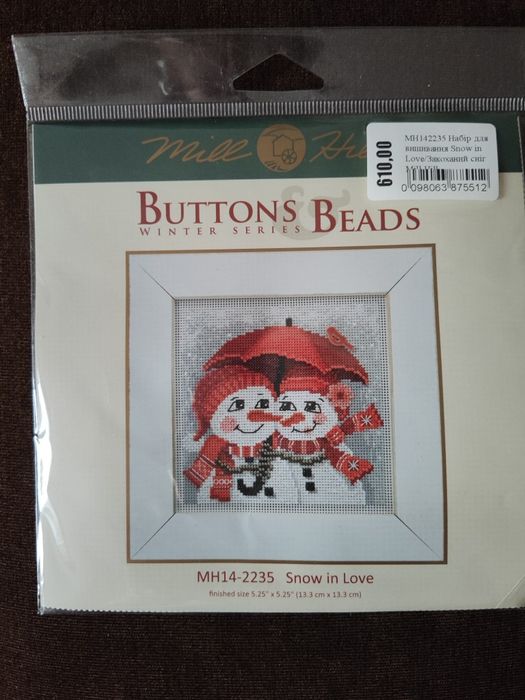 Mill Hil
610,00
MH142235 Набір для
вишивання Snow in
Love/Закоханий сніг
0 098063 875512
BUTTONS & BEADS
WINTER SERIES
MH14-2235 Snow in Love
finished size 5.25" x 5.25" (13.3 cm x 13.3 cm)